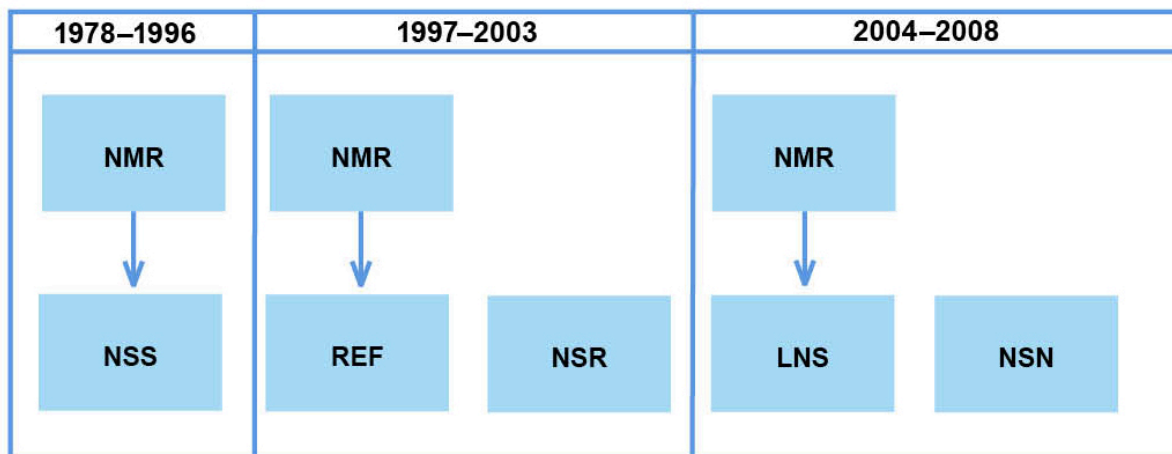 1978–1996 1997–2003 2004–2008
NMR NMR NMR
NSS REF NSR LNS NSN